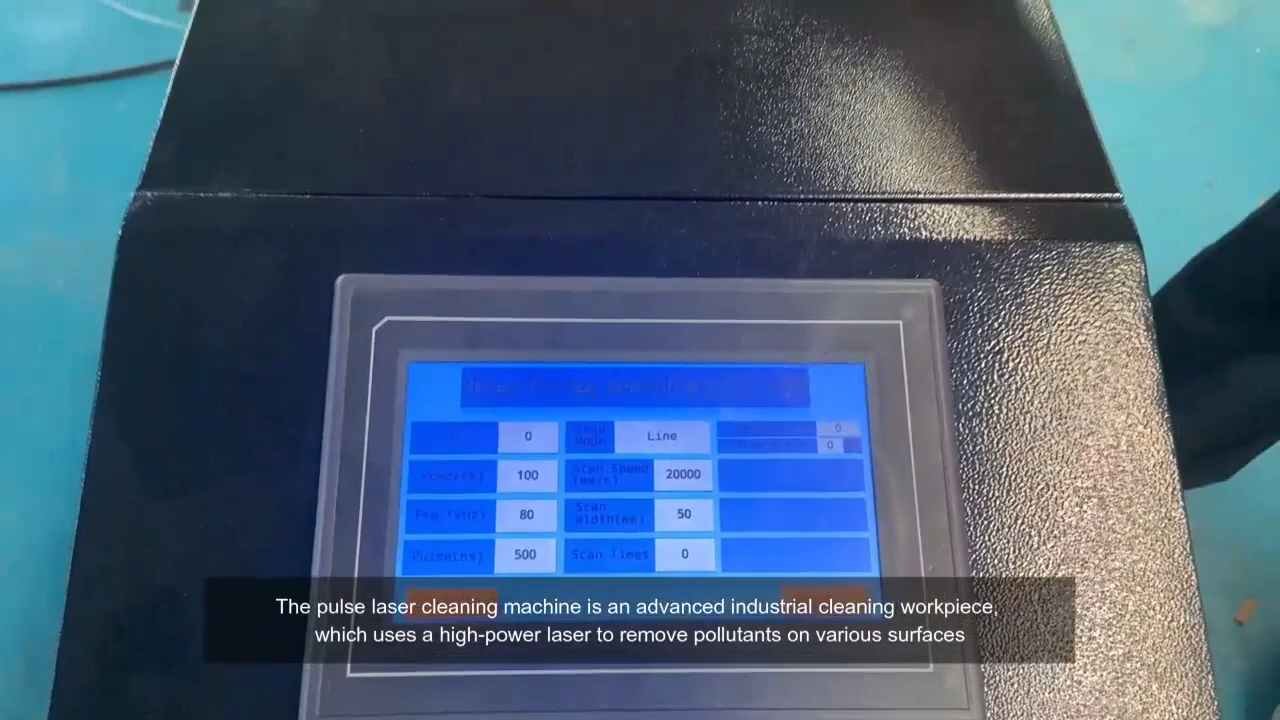 0
Scan Mode
Line
0
0
Power(%)
100
Scan Speed (mm/s)
20000
80
Scan Width(mm)
50
Pulse(ns)
500
Scan Times
0
The pulse laser cleaning machine is an advanced industrial cleaning workpiece,
which uses a high-power laser to remove pollutants on various surfaces